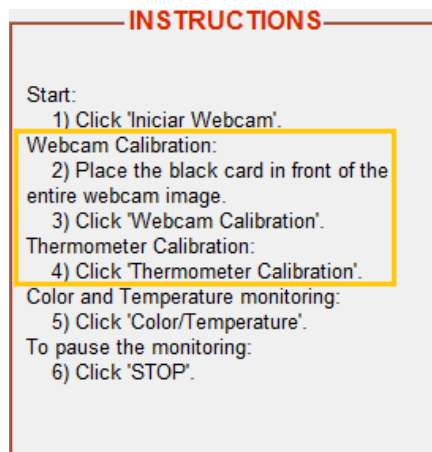 INSTRUCTIONS
Start:
1) Click 'Iniciar Webcam'.
Webcam Calibration:
2) Place the black card in front of the
entire webcam image.
3) Click 'Webcam Calibration'.
Thermometer Calibration:
4) Click 'Thermometer Calibration'.
Color and Temperature monitoring:
5) Click 'Color/Temperature'.
To pause the monitoring:
6) Click 'STOP'.